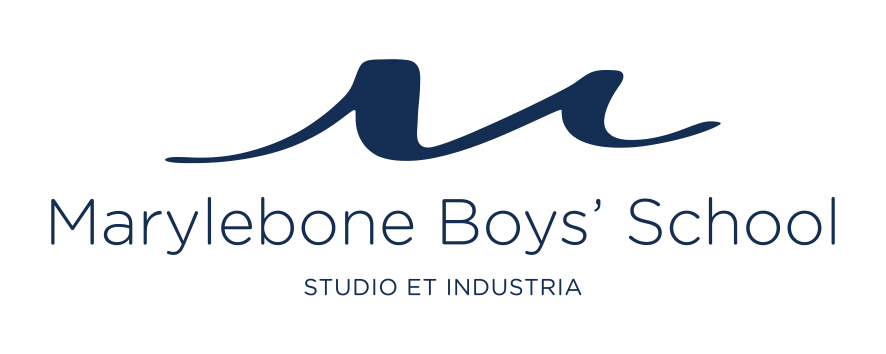 Marylebone Boys’ School
STUDIO ET INDUSTRIA